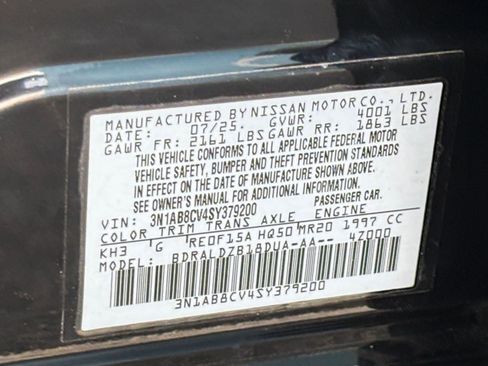 MANUFACTURED BY NISSAN MOTOR CO., LTD.
DATE: 07/25 GVWR: 4001 LBS
GAWR FR: 2161 LBS GAWR RR: 1863 LBS
THIS VEHICLE CONFORMS TO ALL APPLICABLE FEDERAL MOTOR
VEHICLE SAFETY, BUMPER AND THEFT PREVENTION STANDARDS
IN EFFECT ON THE DATE OF MANUFACTURE SHOWN ABOVE.
SEE OWNER'S MANUAL FOR ADDITIONAL INFORMATION.
VIN: 3N1AB8CV4SY379200 PASSENGER CAR.
COLOR TRIM TRANS AXLE ENGINE
KH3 G RE0F15A HQ50 MR20 1997 CC
MODEL: BDRALDZB18DUA-AA-- 47000
3N1AB8CV4SY379200